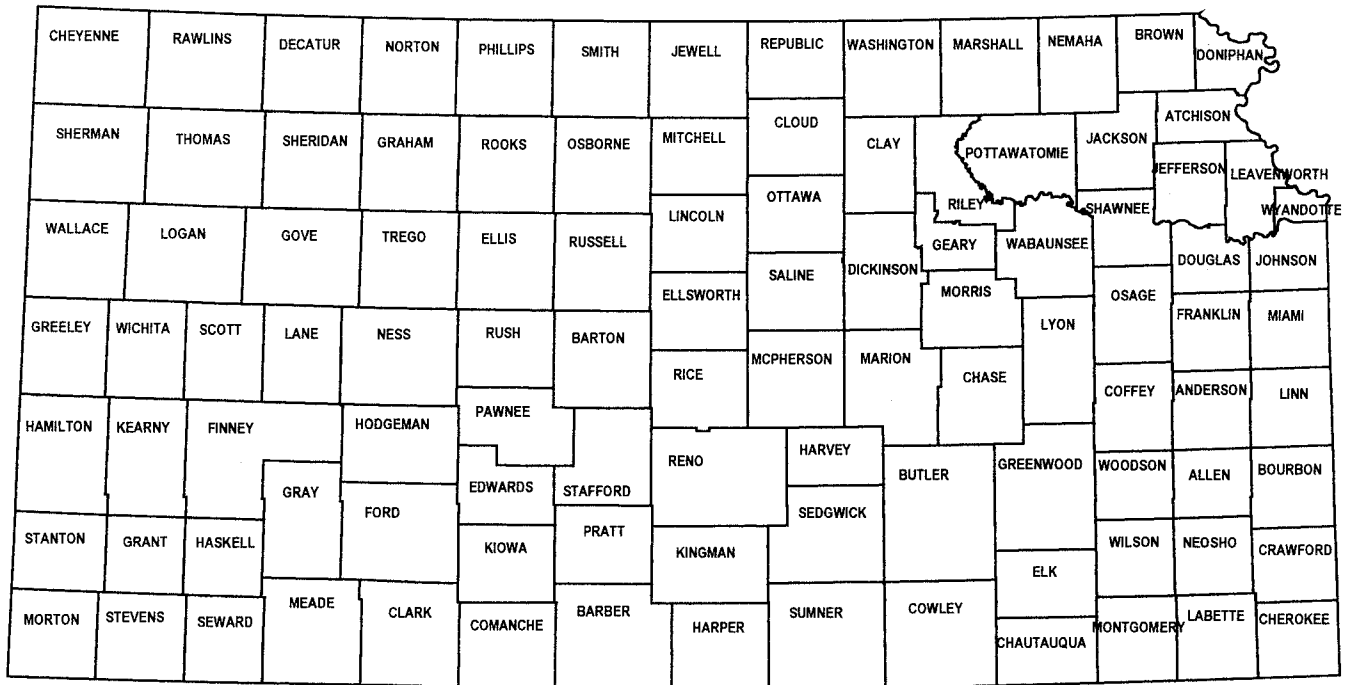 CHEYENNE
RAWLINS
DECATUR
NORTON
PHILLIPS
SMITH
JEWELL
REPUBLIC
WASHINGTON
MARSHALL
NEMAHA
BROWN
DONIPHAN
SHERMAN
THOMAS
SHERIDAN
GRAHAM
ROOKS
OSBORNE
MITCHELL
CLOUD
CLAY
POTTAWATOMIE
JACKSON
ATCHISON
JEFFERSON
LEAVENWORTH
WYANDOTTE
WALLACE
LOGAN
GOVE
TREGO
ELLIS
RUSSELL
LINCOLN
OTTAWA
RILEY
SHAWNEE
GEARY
WABAUNSEE
DOUGLAS
JOHNSON
ELLSWORTH
SALINE
DICKINSON
MORRIS
OSAGE
GREELEY
WICHITA
SCOTT
LANE
NESS
RUSH
BARTON
LYON
FRANKLIN
MIAMI
RICE
MCPHERSON
MARION
CHASE
COFFEY
ANDERSON
LINN
HAMILTON
KEARNY
FINNEY
HODGEMAN
PAWNEE
RENO
HARVEY
BUTLER
GREENWOOD
WOODSON
ALLEN
BOURBON
GRAY
FORD
EDWARDS
STAFFORD
SEDGWICK
STANTON
GRANT
HASKELL
KIOWA
PRATT
KINGMAN
ELK
WILSON
NEOSHO
CRAWFORD
MORTON
STEVENS
SEWARD
MEADE
CLARK
COMANCHE
BARBER
HARPER
SUMNER
COWLEY
CHAUTAUQUA
MONTGOMERY
LABETTE
CHEROKEE